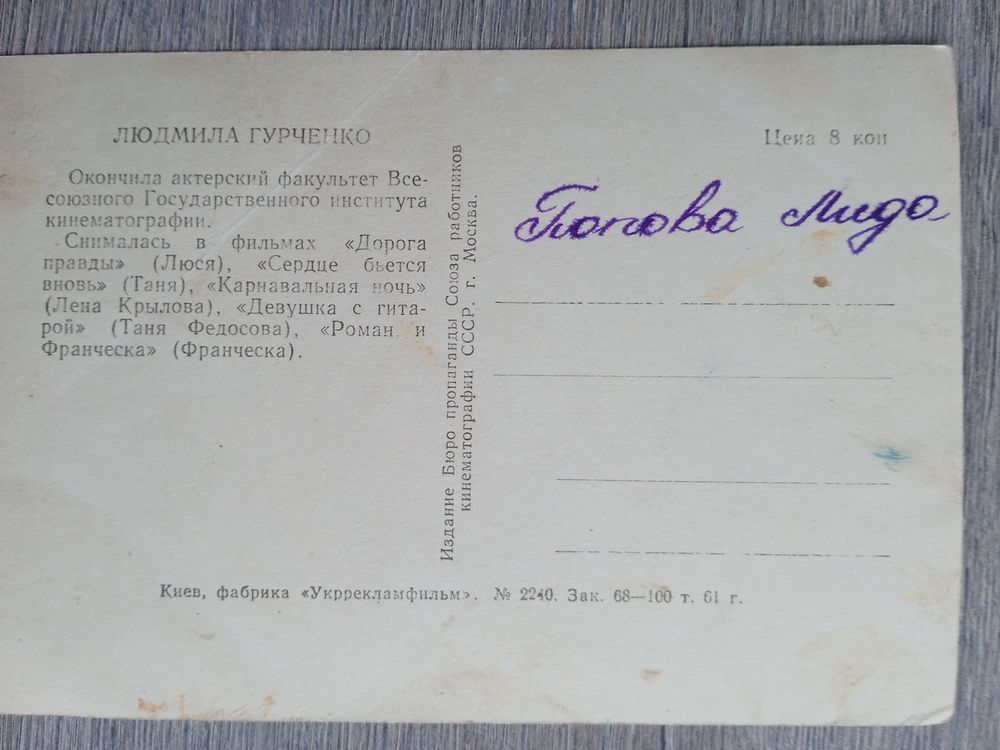 ЛЮДМИЛА ГУРЧЕНКО
Окончила актерский факультет Все-
союзного Государственного института
кинематографии.
Снималась в фильмах «Дорога
правды» (Люся), «Сердце бьется
вновь» (Таня), «Карнавальная ночь»
(Лена Крылова), «Девушка с гита-
рой» (Таня Федосова), «Роман и
Франческа» (Франческа).
Издание Бюро пропаганды Союза работников
кинематографии СССР. г. Москва.
Цена 8 коп
Попова Лида
Киев, фабрика «Укррекламфильм». № 2240. Зак. 68—100 т. 61 г.